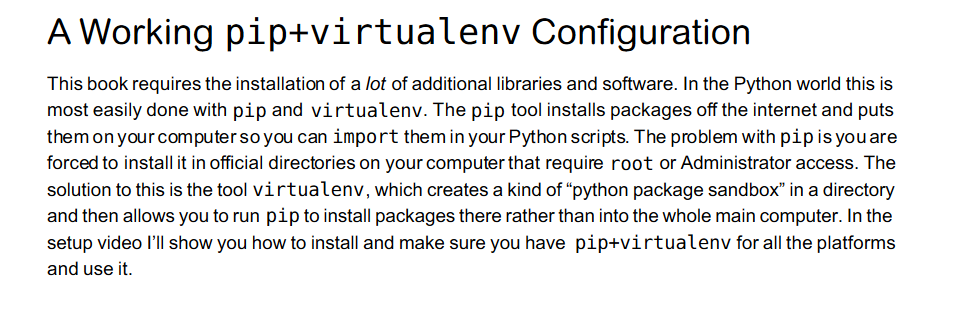 A Working pip+virtualenv Configuration
This book requires the installation of a lot of additional libraries and software. In the Python world this is
most easily done with pip and virtualenv. The pip tool installs packages off the internet and puts
them on your computer so you can import them in your Python scripts. The problem with pip is you are
forced to install it in official directories on your computer that require root or Administrator access. The
solution to this is the tool virtualenv, which creates a kind of “python package sandbox” in a directory
and then allows you to run pip to install packages there rather than into the whole main computer. In the
setup video I’ll show you how to install and make sure you have pip+virtualenv for all the platforms
and use it.